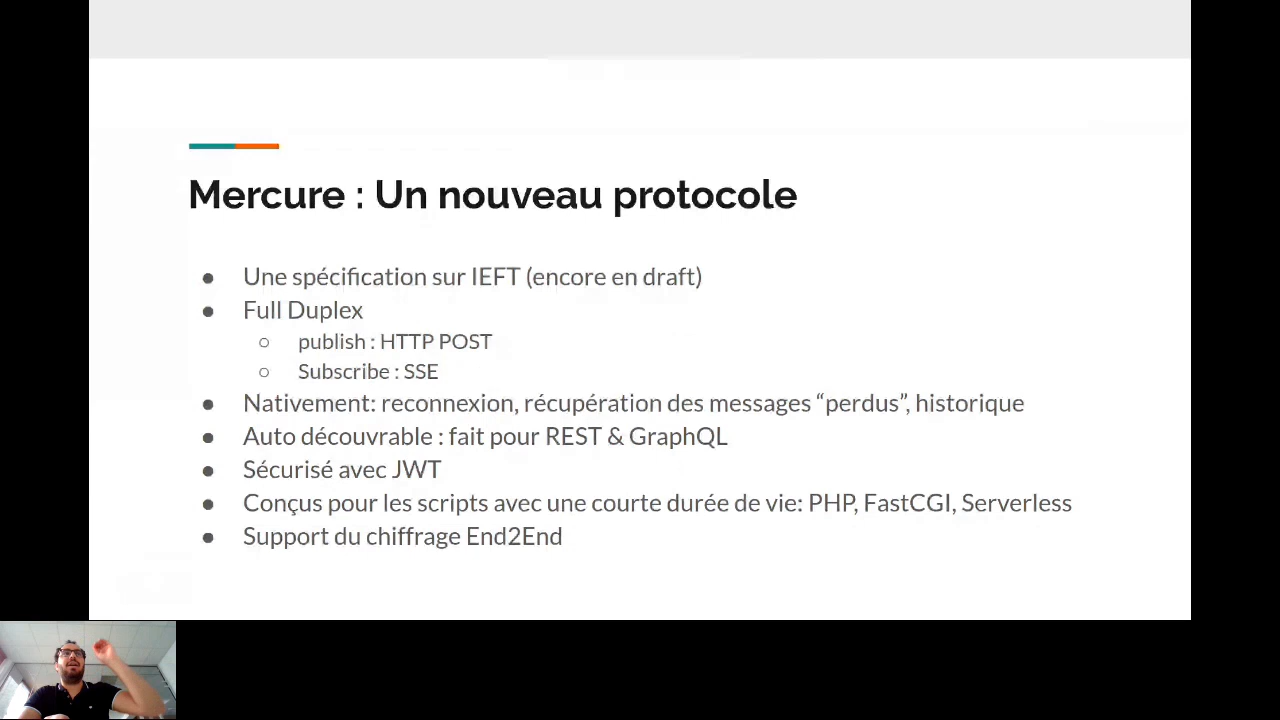 Mercure : Un nouveau protocole
Une spécification sur IEFT (encore en draft)
Full Duplex
publish : HTTP POST
Subscribe : SSE
Nativement: reconnexion, récupération des messages “perdus”, historique
Auto découvrable : fait pour REST & GraphQL
Sécurisé avec JWT
Conçus pour les scripts avec une courte durée de vie: PHP, FastCGI, Serverless
Support du chiffrage End2End